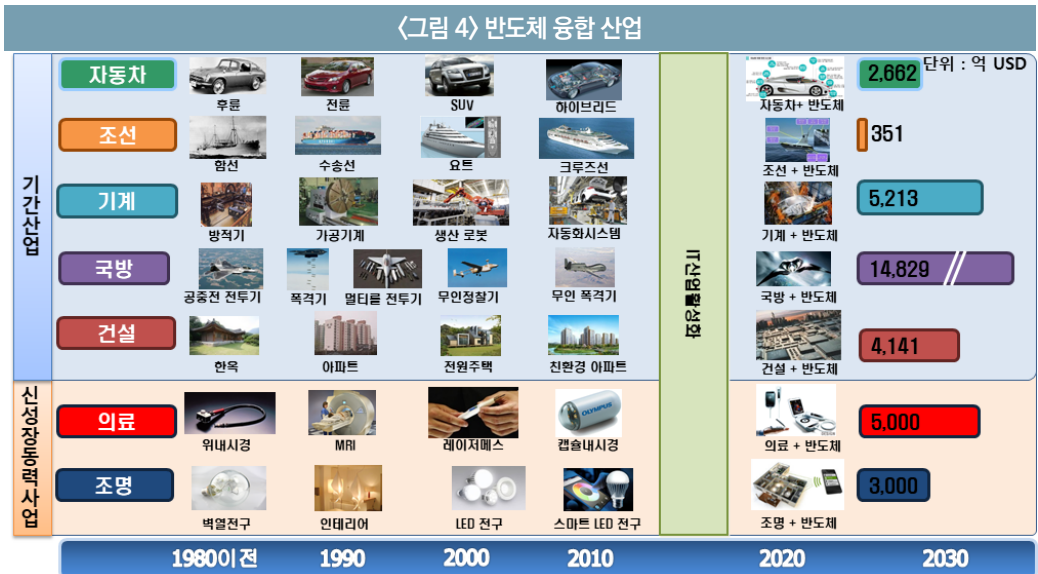 〈그림 4〉 반도체 융합 산업
단위 : 억 USD
기간산업
자동차
후륜
전륜
SUV
하이브리드
자동차+ 반도체
2,662
조선
함선
수송선
요트
크루즈선
조선 + 반도체
351
기계
방적기
가공기계
생산 로봇
자동화시스템
기계 + 반도체
5,213
국방
공중전 전투기
폭격기
멀티롤 전투기
무인정찰기
무인 폭격기
국방 + 반도체
14,829
건설
한옥
아파트
전원주택
친환경 아파트
건설 + 반도체
4,141
IT산업활성화
신성장동력사업
의료
위내시경
MRI
레이저메스
OLYMPUS
캡슐내시경
의료 + 반도체
5,000
조명
벽열전구
인테리어
LED 전구
스마트 LED 전구
조명 + 반도체
3,000
1980이전
1990
2000
2010
2020
2030